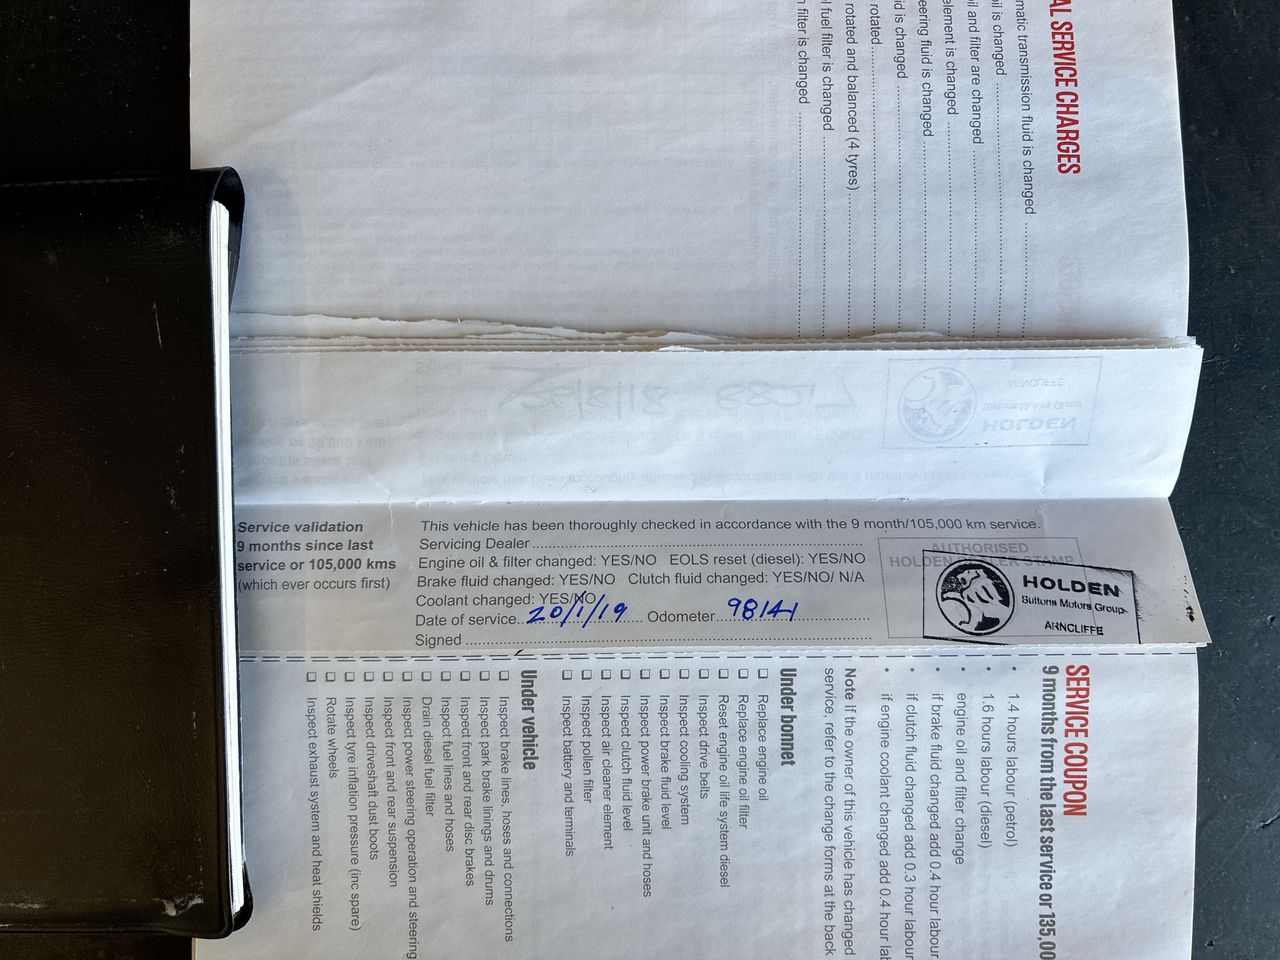 AL SERVICE CHARGES
matic transmission fluid is changed
oil is changed
oil and filter are changed
element is changed
eering fluid is changed
id is changed
rotated
rotated and balanced (4 tyres)
l fuel filter is changed
n filter is changed
Service validation
9 months since last
service or 105,000 kms
(which ever occurs first)
This vehicle has been thoroughly checked in accordance with the 9 month/105,000 km service.
Servicing Dealer
Engine oil & filter changed: YES/NO EOLS reset (diesel): YES/NO
Brake fluid changed: YES/NO Clutch fluid changed: YES/NO/ N/A
Coolant changed: YES/NO
Date of service 20/1/19 Odometer 98141
Signed
AUTHORISED
HOLDEN DEALER STAMP
HOLDEN
Suttons Motors Group
ARNCLIFFE
SERVICE COUPON
9 months from the last service or 135,00
• 1.4 hours labour (petrol)
• 1.6 hours labour (diesel)
• engine oil and filter change
• if brake fluid changed add 0.4 hour labour
• if clutch fluid changed add 0.3 hour labour
• if engine coolant changed add 0.4 hour lab
Note If the owner of this vehicle has changed
service, refer to the change forms at the back
Under bonnet
❑ Replace engine oil
❑ Replace engine oil filter
❑ Reset engine oil life system diesel
❑ Inspect drive belts
❑ Inspect cooling system
❑ Inspect brake fluid level
❑ Inspect power brake unit and hoses
❑ Inspect clutch fluid level
❑ Inspect air cleaner element
❑ Inspect pollen filter
❑ Inspect battery and terminals
Under vehicle
❑ Inspect brake lines, hoses and connections
❑ Inspect park brake linings and drums
❑ Inspect front and rear disc brakes
❑ Inspect fuel lines and hoses
❑ Drain diesel fuel filter
❑ Inspect power steering operation and steering
❑ Inspect front and rear suspension
❑ Inspect driveshaft dust boots
❑ Inspect tyre inflation pressure (inc spare)
❑ Rotate wheels
❑ Inspect exhaust system and heat shields